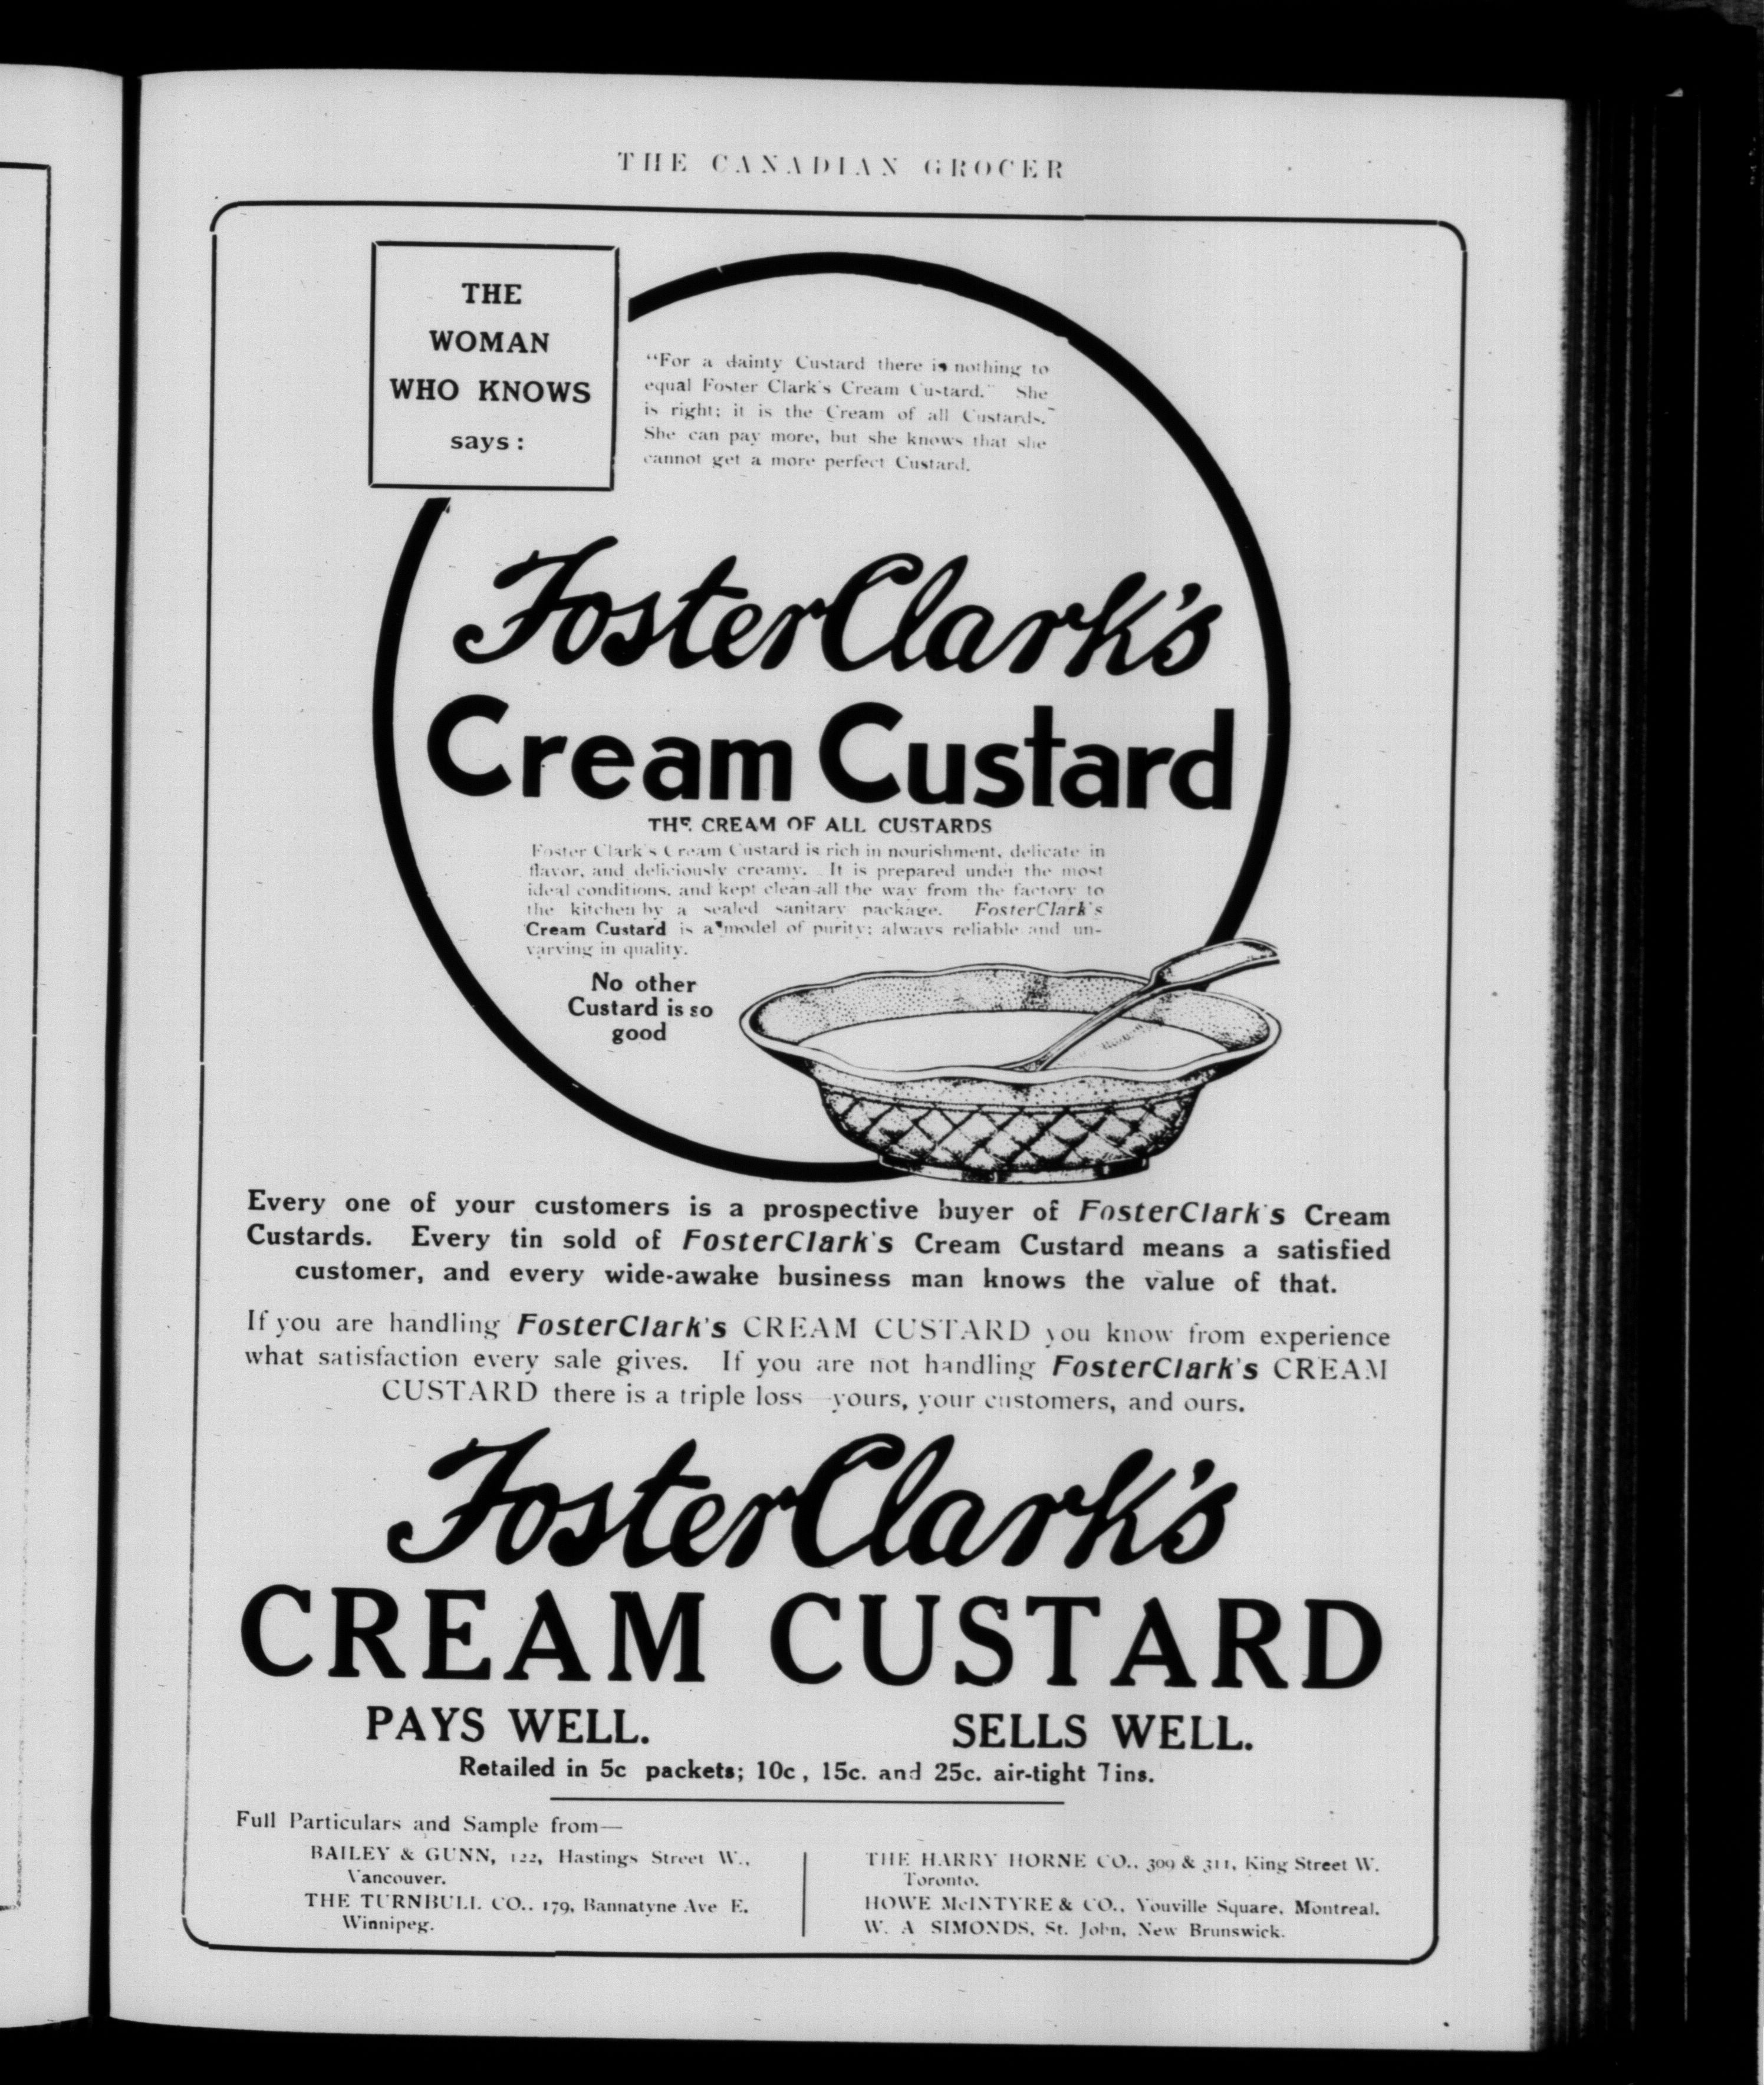 THE CANADIAN GROCER
THE
WOMAN
WHO KNOWS
says:
"For a dainty Custard there is nothing to
equal Foster Clark's Cream Custard." She
is right; it is the Cream of all Custards.
She can pay more, but she knows that she
cannot get a more perfect Custard.
FosterClark's
Cream Custard
THE CREAM OF ALL CUSTARDS
Foster Clark's Cream Custard is rich in nourishment, delicate in
flavor, and deliciously creamy. It is prepared under the most
ideal conditions, and kept clean all the way from the factory to
the kitchen by a sealed sanitary package. FosterClark's
Cream Custard is a model of purity; always reliable and un-
varying in quality.
No other
Custard is so
good
Every one of your customers is a prospective buyer of FosterClark's Cream
Custards. Every tin sold of FosterClark's Cream Custard means a satisfied
customer, and every wide-awake business man knows the value of that.
If you are handling FosterClark's CREAM CUSTARD you know from experience
what satisfaction every sale gives. If you are not handling FosterClark's CREAM
CUSTARD there is a triple loss—yours, your customers, and ours.
FosterClark's
CREAM CUSTARD
PAYS WELL. SELLS WELL.
Retailed in 5c packets; 10c, 15c. and 25c. air-tight Tins.
Full Particulars and Sample from—
BAILEY & GUNN, 122, Hastings Street W.,
Vancouver.
THE TURNBULL CO., 179, Bannatyne Ave E.
Winnipeg.
THE HARRY HORNE CO., 309 & 311, King Street W.
Toronto.
HOWE McINTYRE & CO., Youville Square, Montreal.
W. A SIMONDS, St. John, New Brunswick.